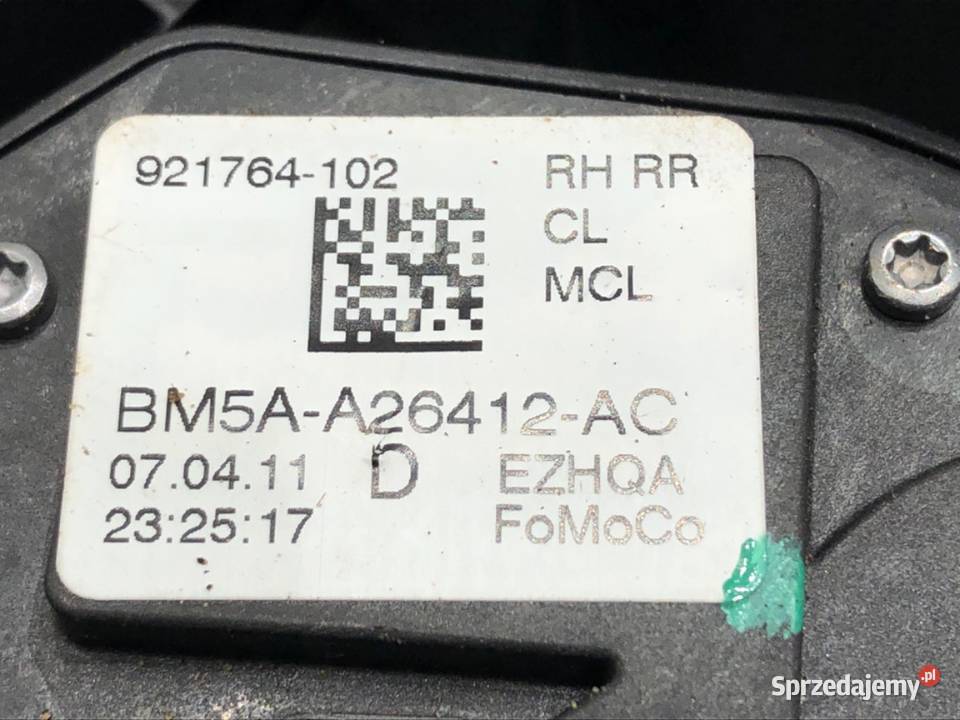 921764-102 RH RR
CL
MCL
BM5A-A26412-AC
07.04.11 D EZHQA
23:25:17 FoMoCo
Sprzedajemy.pl